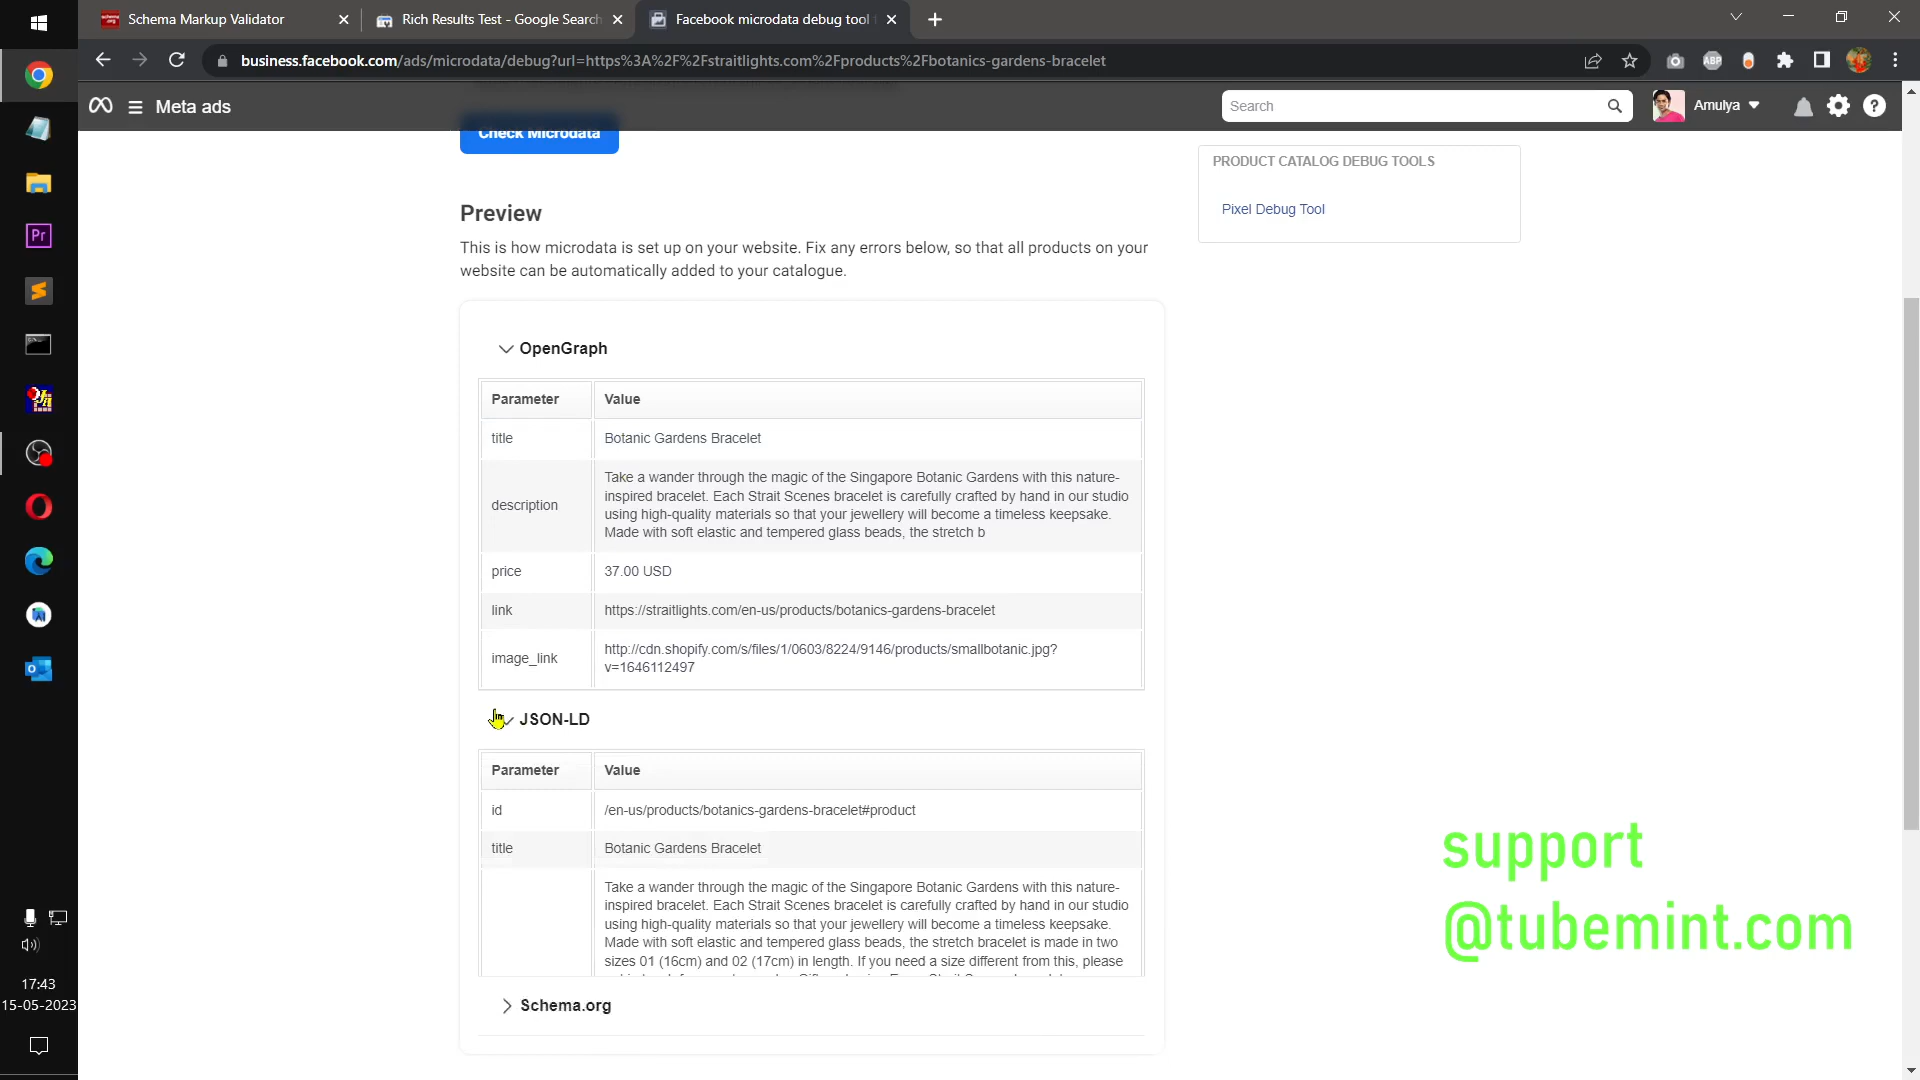 Schema Markup Validator
Rich Results Test - Google Search
Facebook microdata debug tool
business.facebook.com/ads/microdata/debug?url=https%3A%2F%2Fstraitlights.com%2Fproducts%2Fbotanics-gardens-bracelet
ABP
Meta ads
Search
Amulya
Check Microdata
PRODUCT CATALOG DEBUG TOOLS
Pixel Debug Tool
Preview
This is how microdata is set up on your website. Fix any errors below, so that all products on your
website can be automatically added to your catalogue.
OpenGraph
Parameter Value
title Botanic Gardens Bracelet
description Take a wander through the magic of the Singapore Botanic Gardens with this nature-
inspired bracelet. Each Strait Scenes bracelet is carefully crafted by hand in our studio
using high-quality materials so that your jewellery will become a timeless keepsake.
Made with soft elastic and tempered glass beads, the stretch b
price 37.00 USD
link https://straitlights.com/en-us/products/botanics-gardens-bracelet
image_link http://cdn.shopify.com/s/files/1/0603/8224/9146/products/smallbotanic.jpg?
v=1646112497
JSON-LD
Parameter Value
id /en-us/products/botanics-gardens-bracelet#product
title Botanic Gardens Bracelet
Take a wander through the magic of the Singapore Botanic Gardens with this nature-
inspired bracelet. Each Strait Scenes bracelet is carefully crafted by hand in our studio
using high-quality materials so that your jewellery will become a timeless keepsake.
Made with soft elastic and tempered glass beads, the stretch bracelet is made in two
sizes 01 (16cm) and 02 (17cm) in length. If you need a size different from this, please
Schema.org
support
@tubemint.com
Pr
17:43
15-05-2023